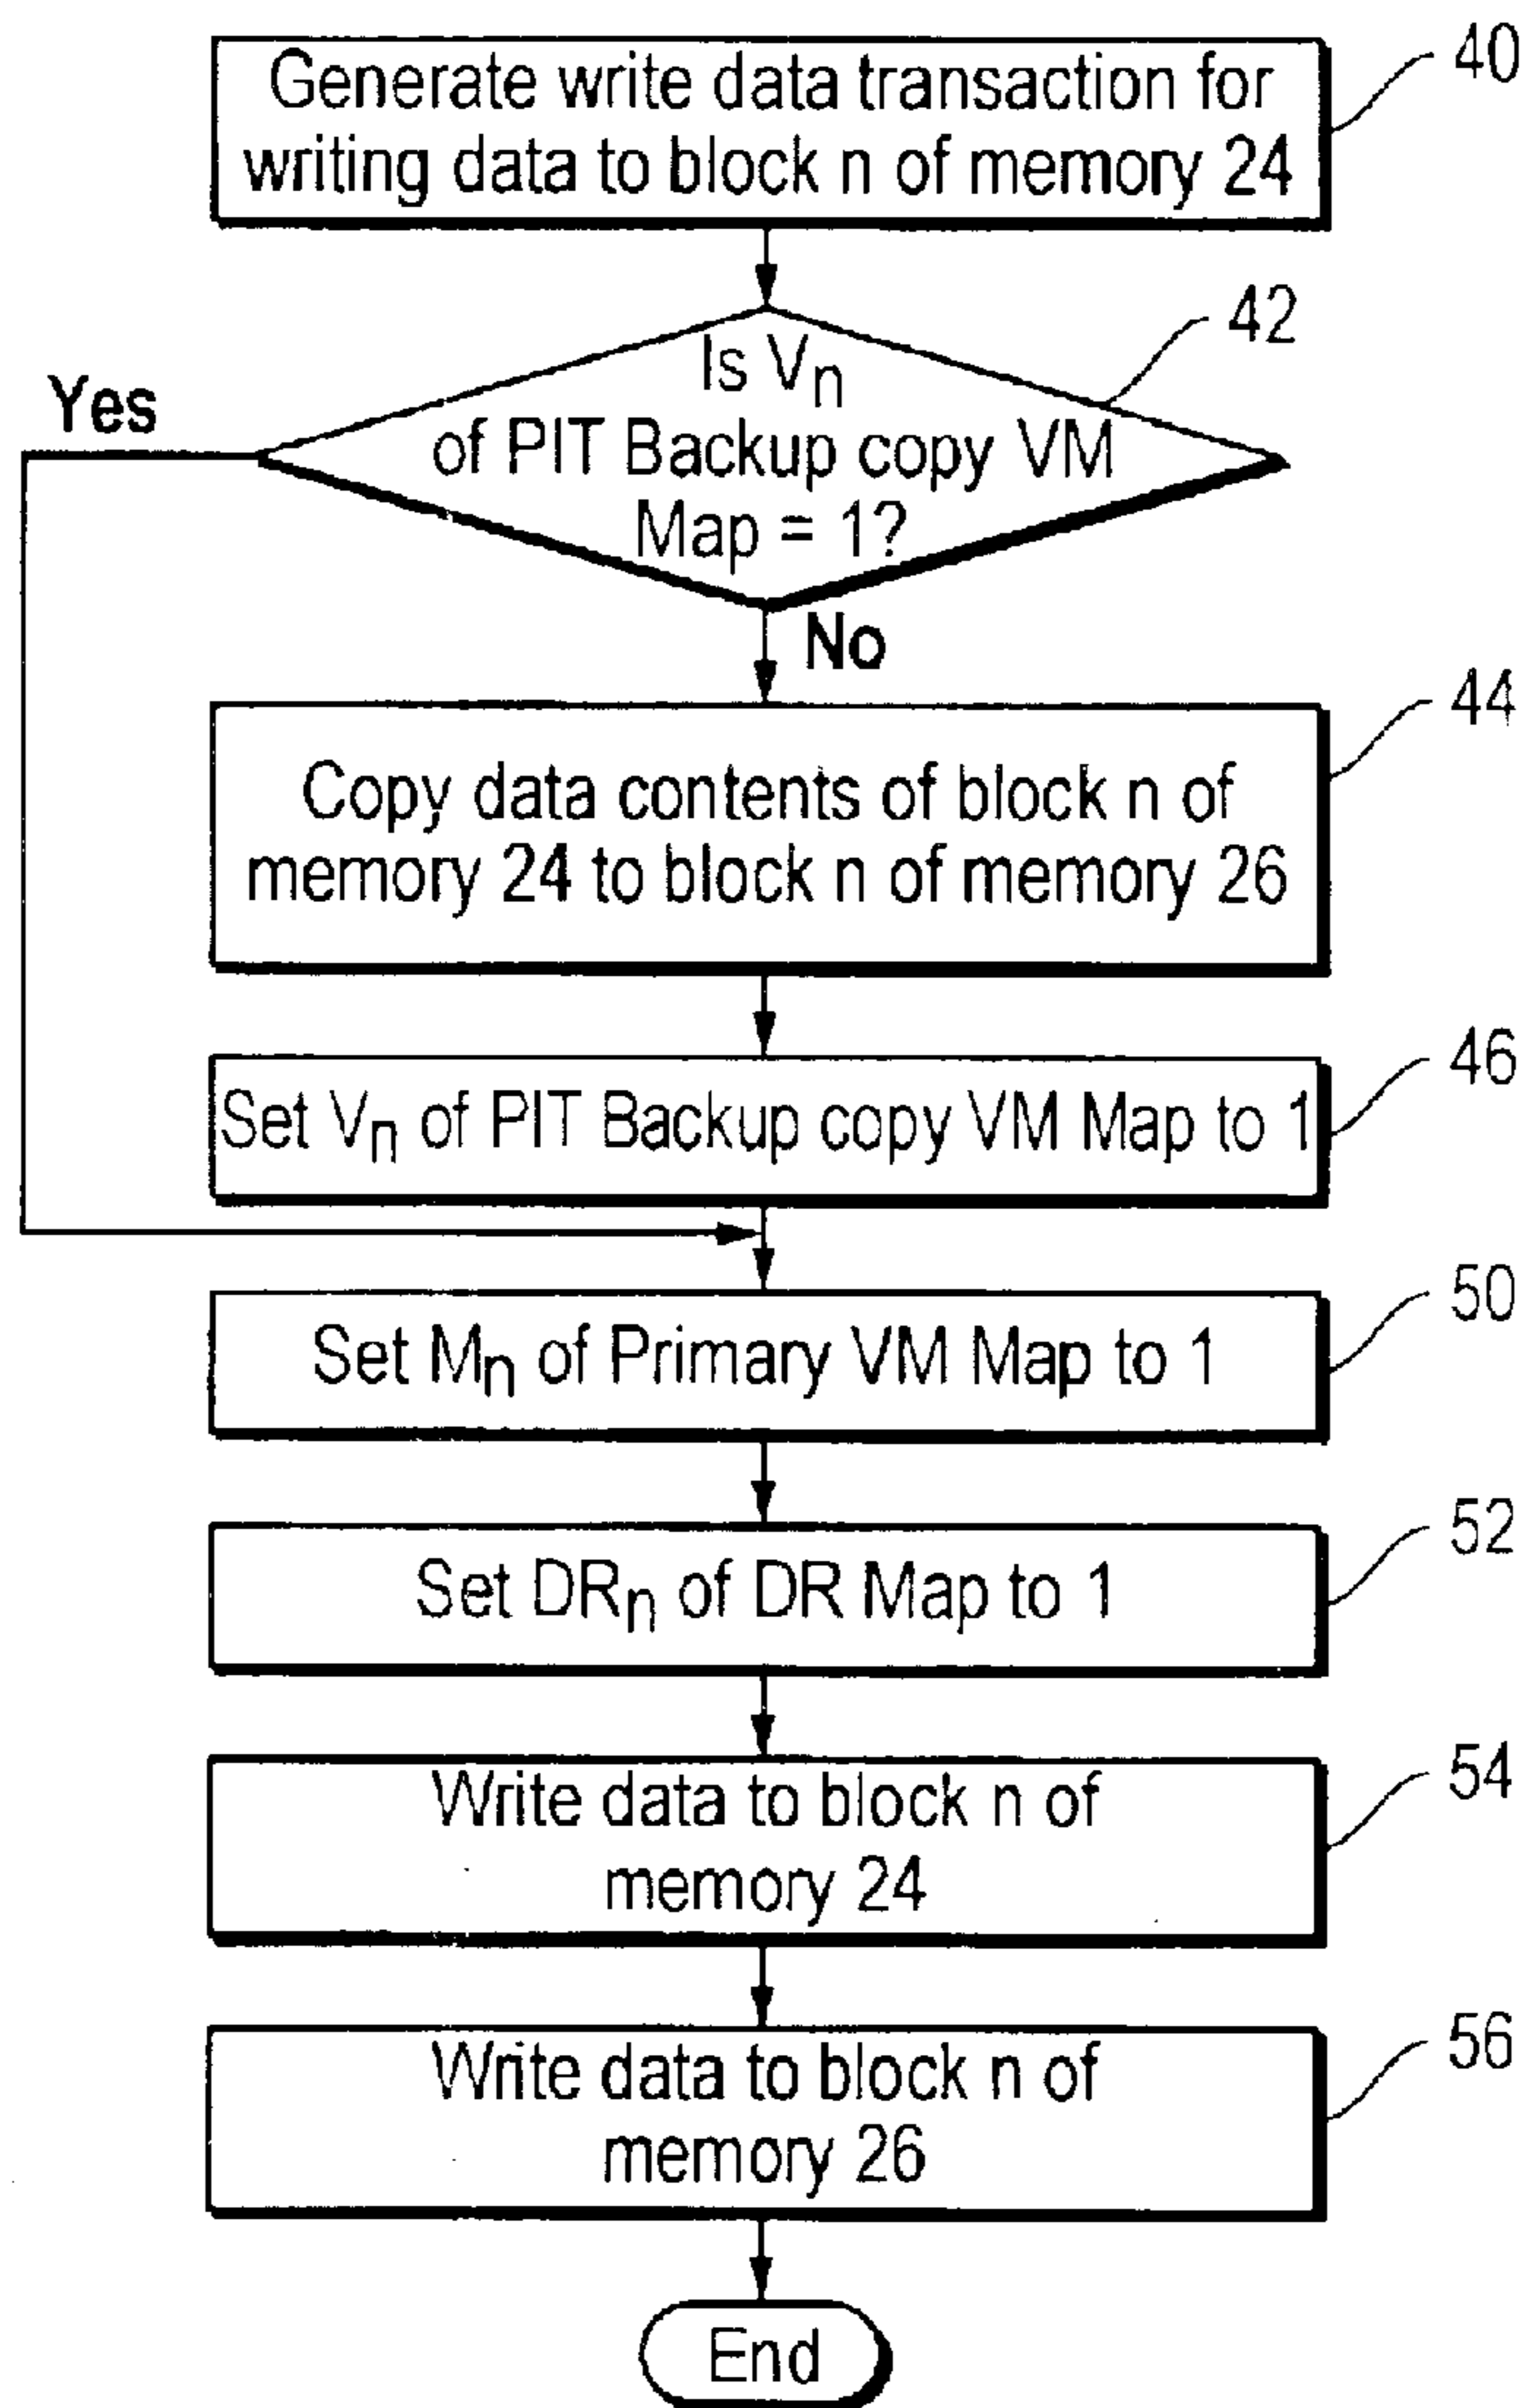 Generate write data transaction for
writing data to block n of memory 24
40
Is Vn
of PIT Backup copy VM
Map = 1?
42
Yes
No
Copy data contents of block n of
memory 24 to block n of memory 26
44
Set Vn of PIT Backup copy VM Map to 1
46
Set Mn of Primary VM Map to 1
50
Set DRn of DR Map to 1
52
Write data to block n of
memory 24
54
Write data to block n of
memory 26
56
End